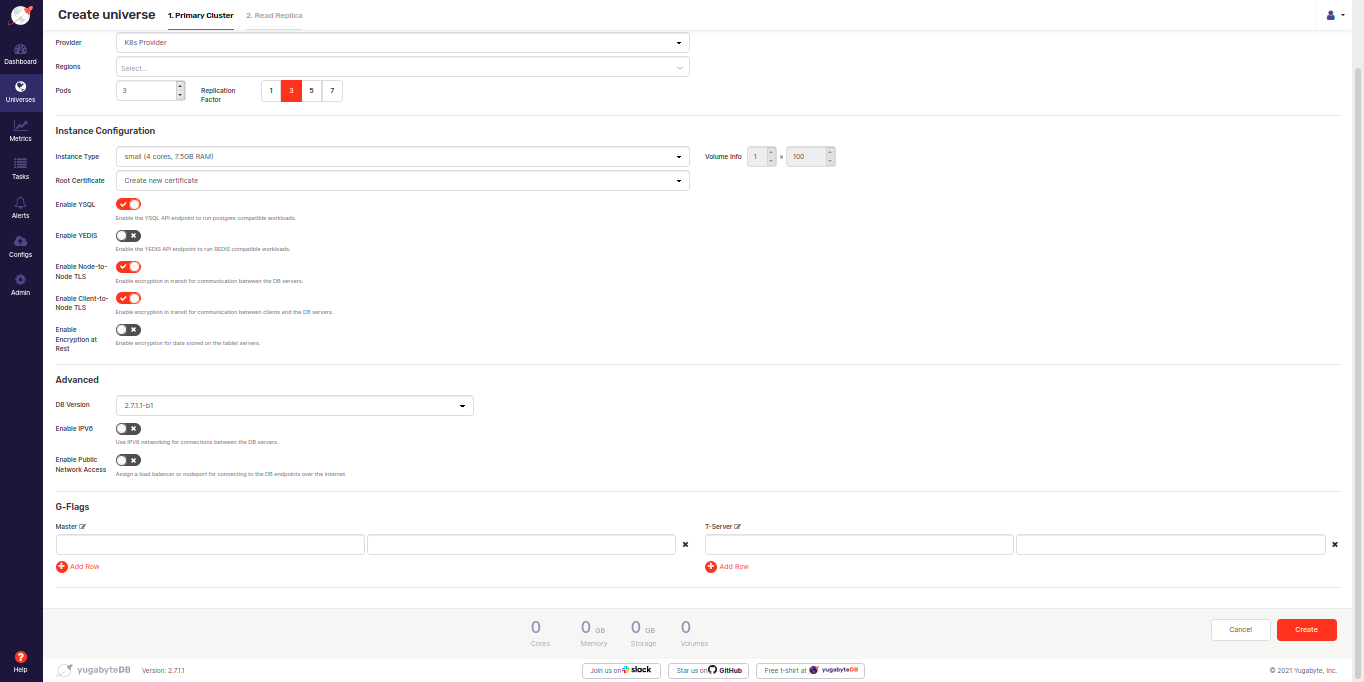 Create universe
1. Primary Cluster
2. Read Replica
Dashboard
Universes
Metrics
Tasks
Alerts
Configs
Admin
Help
Provider
K8s Provider
Regions
Select...
Pods
3
Replication
Factor
1 3 5 7
Instance Configuration
Instance Type
small (4 cores, 7.5GB RAM)
Volume Info
1 × 100
Root Certificate
Create new certificate
Enable YSQL
Enable the YSQL API endpoint to run postgres compatible workloads.
Enable YEDIS
Enable the YEDIS API endpoint to run REDIS compatible workloads.
Enable Node-to-
Node TLS
Enable encryption in transit for communication between the DB servers.
Enable Client-to-
Node TLS
Enable encryption in transit for communication between clients and the DB servers.
Enable
Encryption at
Rest
Enable encryption for data stored on the tablet servers.
Advanced
DB Version
2.7.1.1-b1
Enable IPV6
Use IPV6 networking for connections between the DB servers.
Enable Public
Network Access
Assign a load balancer or nodeport for connecting to the DB endpoints over the internet.
G-Flags
Master
T-Server
Add Row
Add Row
0
Cores
0 GB
Memory
0 GB
Storage
0
Volumes
Cancel
Create
yugabyteDB
Version: 2.7.1.1
Join us on slack
Star us on GitHub
Free t-shirt at yugabyteDB
© 2021 Yugabyte, Inc.